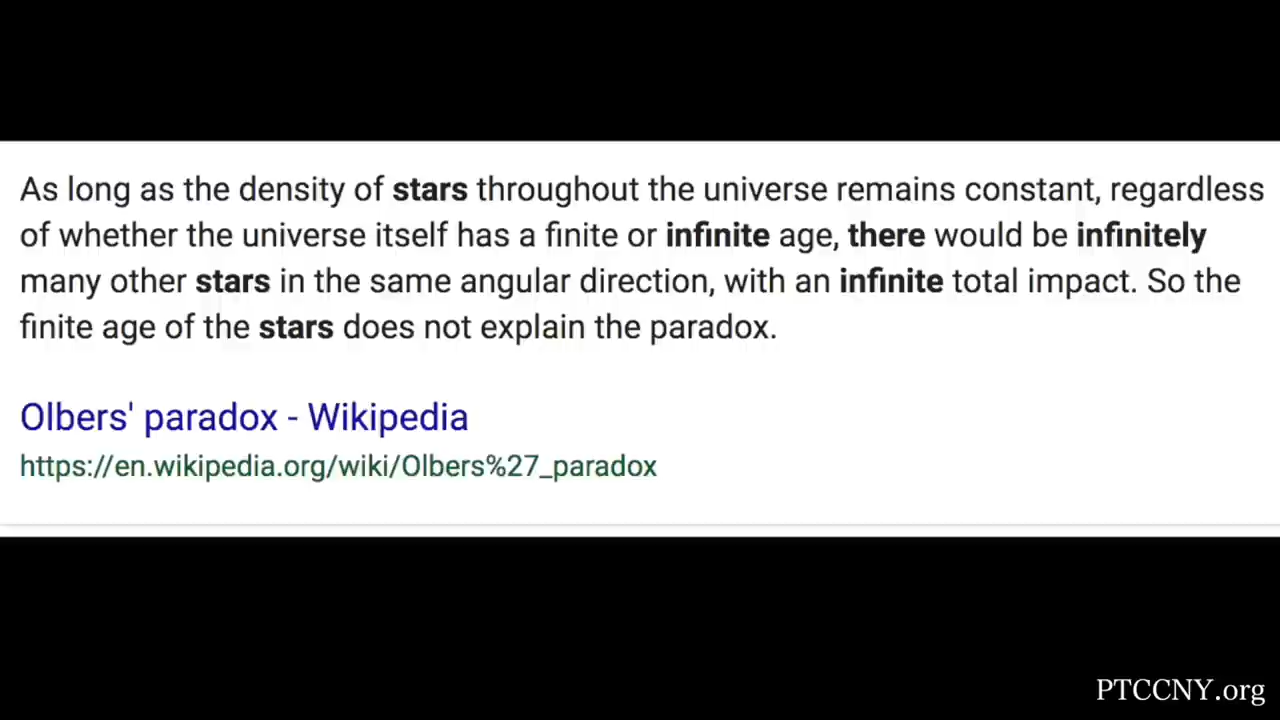 As long as the density of stars throughout the universe remains constant, regardless
of whether the universe itself has a finite or infinite age, there would be infinitely
many other stars in the same angular direction, with an infinite total impact. So the
finite age of the stars does not explain the paradox.
Olbers' paradox - Wikipedia
https://en.wikipedia.org/wiki/Olbers%27_paradox
PTCCNY.org